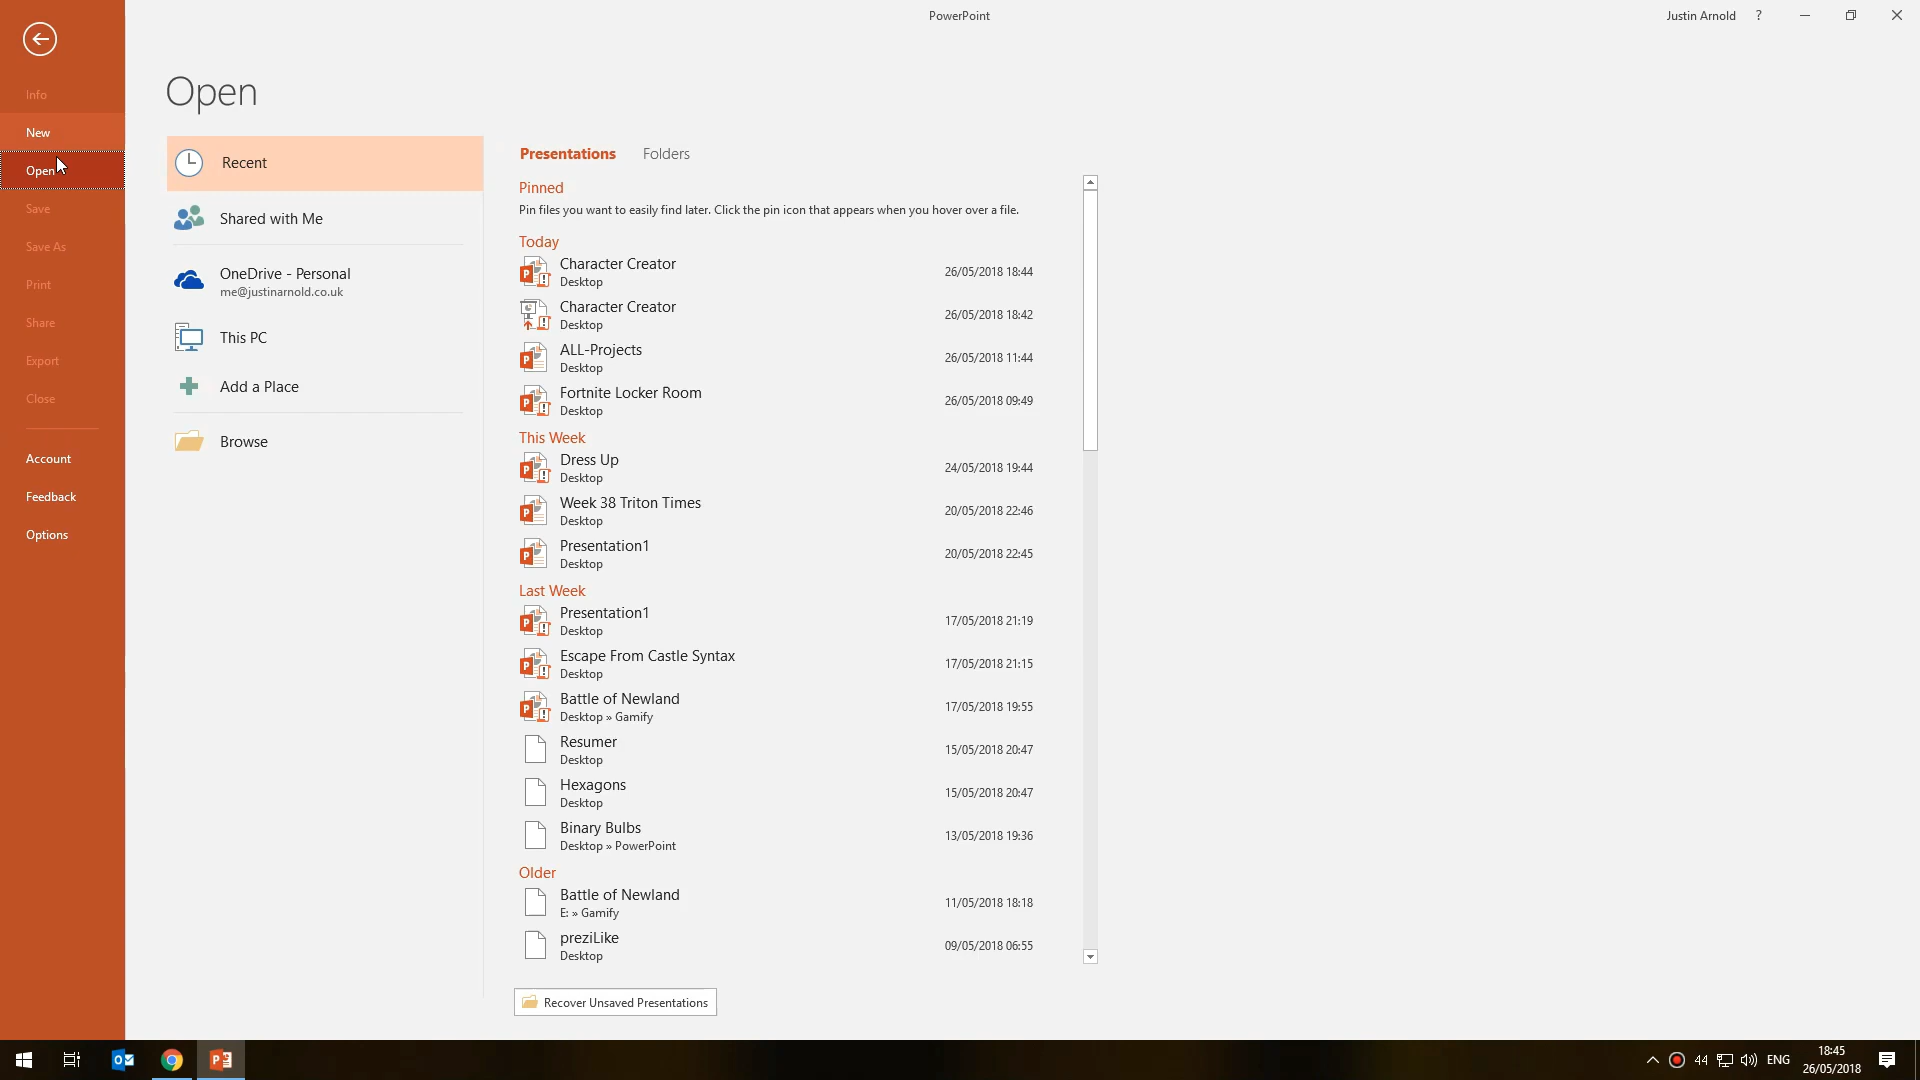 PowerPoint
Justin Arnold ?
Info
New
Open
Save
Save As
Print
Share
Export
Close
Account
Feedback
Options
Open
Recent
Shared with Me
OneDrive - Personal
me@justinarnold.co.uk
This PC
Add a Place
Browse
Presentations Folders
Pinned
Pin files you want to easily find later. Click the pin icon that appears when you hover over a file.
Today
Character Creator
Desktop
26/05/2018 18:44
Character Creator
Desktop
26/05/2018 18:42
ALL-Projects
Desktop
26/05/2018 11:44
Fortnite Locker Room
Desktop
26/05/2018 09:49
This Week
Dress Up
Desktop
24/05/2018 19:44
Week 38 Triton Times
Desktop
20/05/2018 22:46
Presentation1
Desktop
20/05/2018 22:45
Last Week
Presentation1
Desktop
17/05/2018 21:19
Escape From Castle Syntax
Desktop
17/05/2018 21:15
Battle of Newland
Desktop » Gamify
17/05/2018 19:55
Resumer
Desktop
15/05/2018 20:47
Hexagons
Desktop
15/05/2018 20:47
Binary Bulbs
Desktop » PowerPoint
13/05/2018 19:36
Older
Battle of Newland
E: » Gamify
11/05/2018 18:18
preziLike
Desktop
09/05/2018 06:55
Recover Unsaved Presentations
44 ENG
18:45
26/05/2018